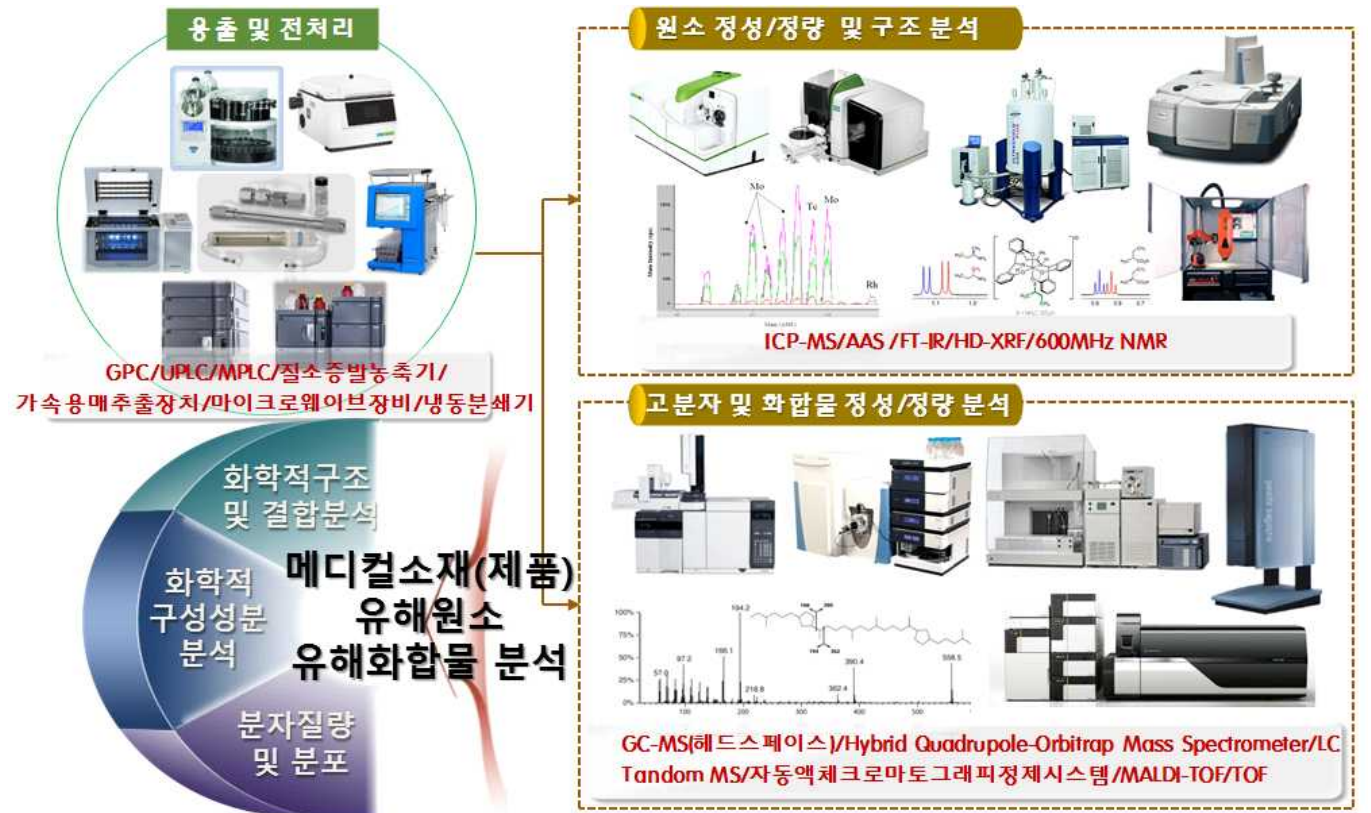 용출 및 전처리
GPC/UPLC/MPLC/질소증발농축기/
가속용매추출장치/마이크로웨이브장비/냉동분쇄기
원소 정성/정량 및 구조 분석
Mo
Te
Mo
Rh
1.1
1.2
ICP-MS/AAS/FT-IR/HD-XRF/600MHz NMR
고분자 및 화합물 정성/정량 분석
100%
75%
50%
25%
0%
57.0
97.2
166.1
194.2
218.8
362.4
390.4
558.5
100
200
300
400
500
GC-MS(헤드스페이스)/Hybrid Quadrupole-Orbitrap Mass Spectrometer/LC
Tandom MS/자동액체크로마토그래피정제시스템/MALDI-TOF/TOF
화학적구조
및 결합분석
화학적
구성성분
분석
분자질량
및 분포
메디컬소재(제품)
유해원소
유해화합물 분석